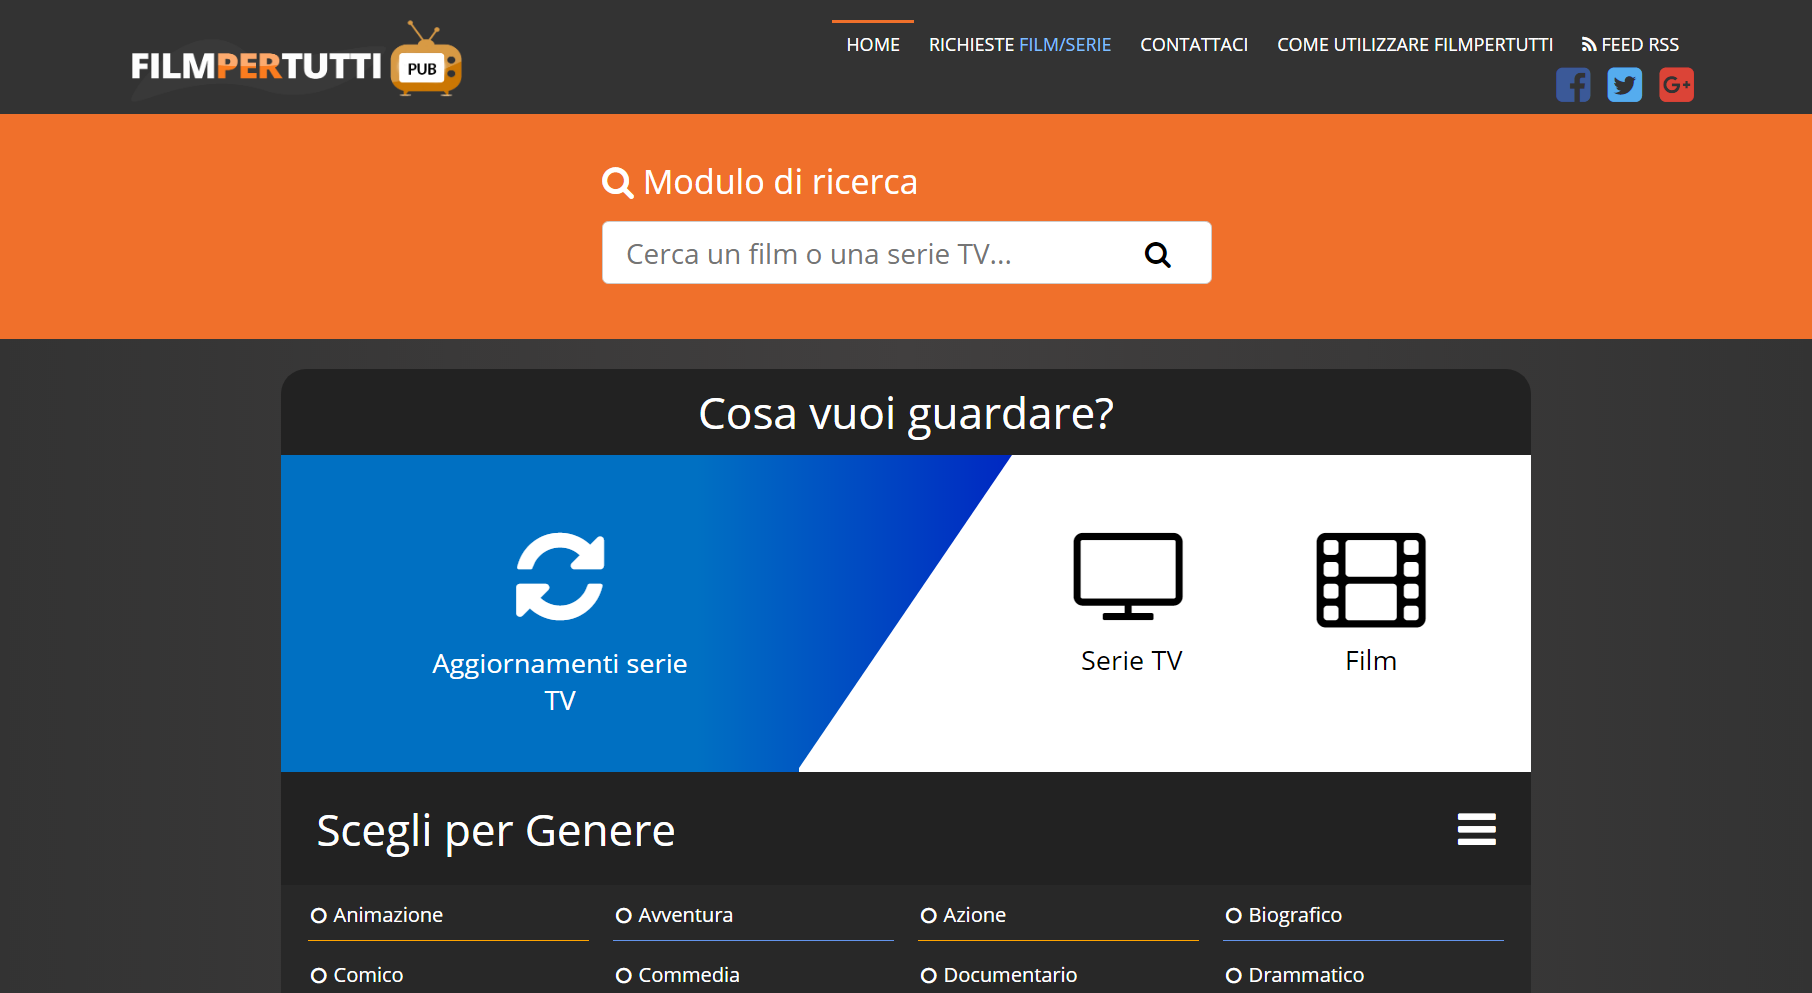 FILMPERTUTTI PUB
HOME RICHIESTE FILM/SERIE CONTATTACI COME UTILIZZARE FILMPERTUTTI FEED RSS
Modulo di ricerca
Cerca un film o una serie TV...
Cosa vuoi guardare?
Aggiornamenti serie
TV
Serie TV
Film
Scegli per Genere
Animazione Avventura Azione Biografico
Comico Commedia Documentario Drammatico